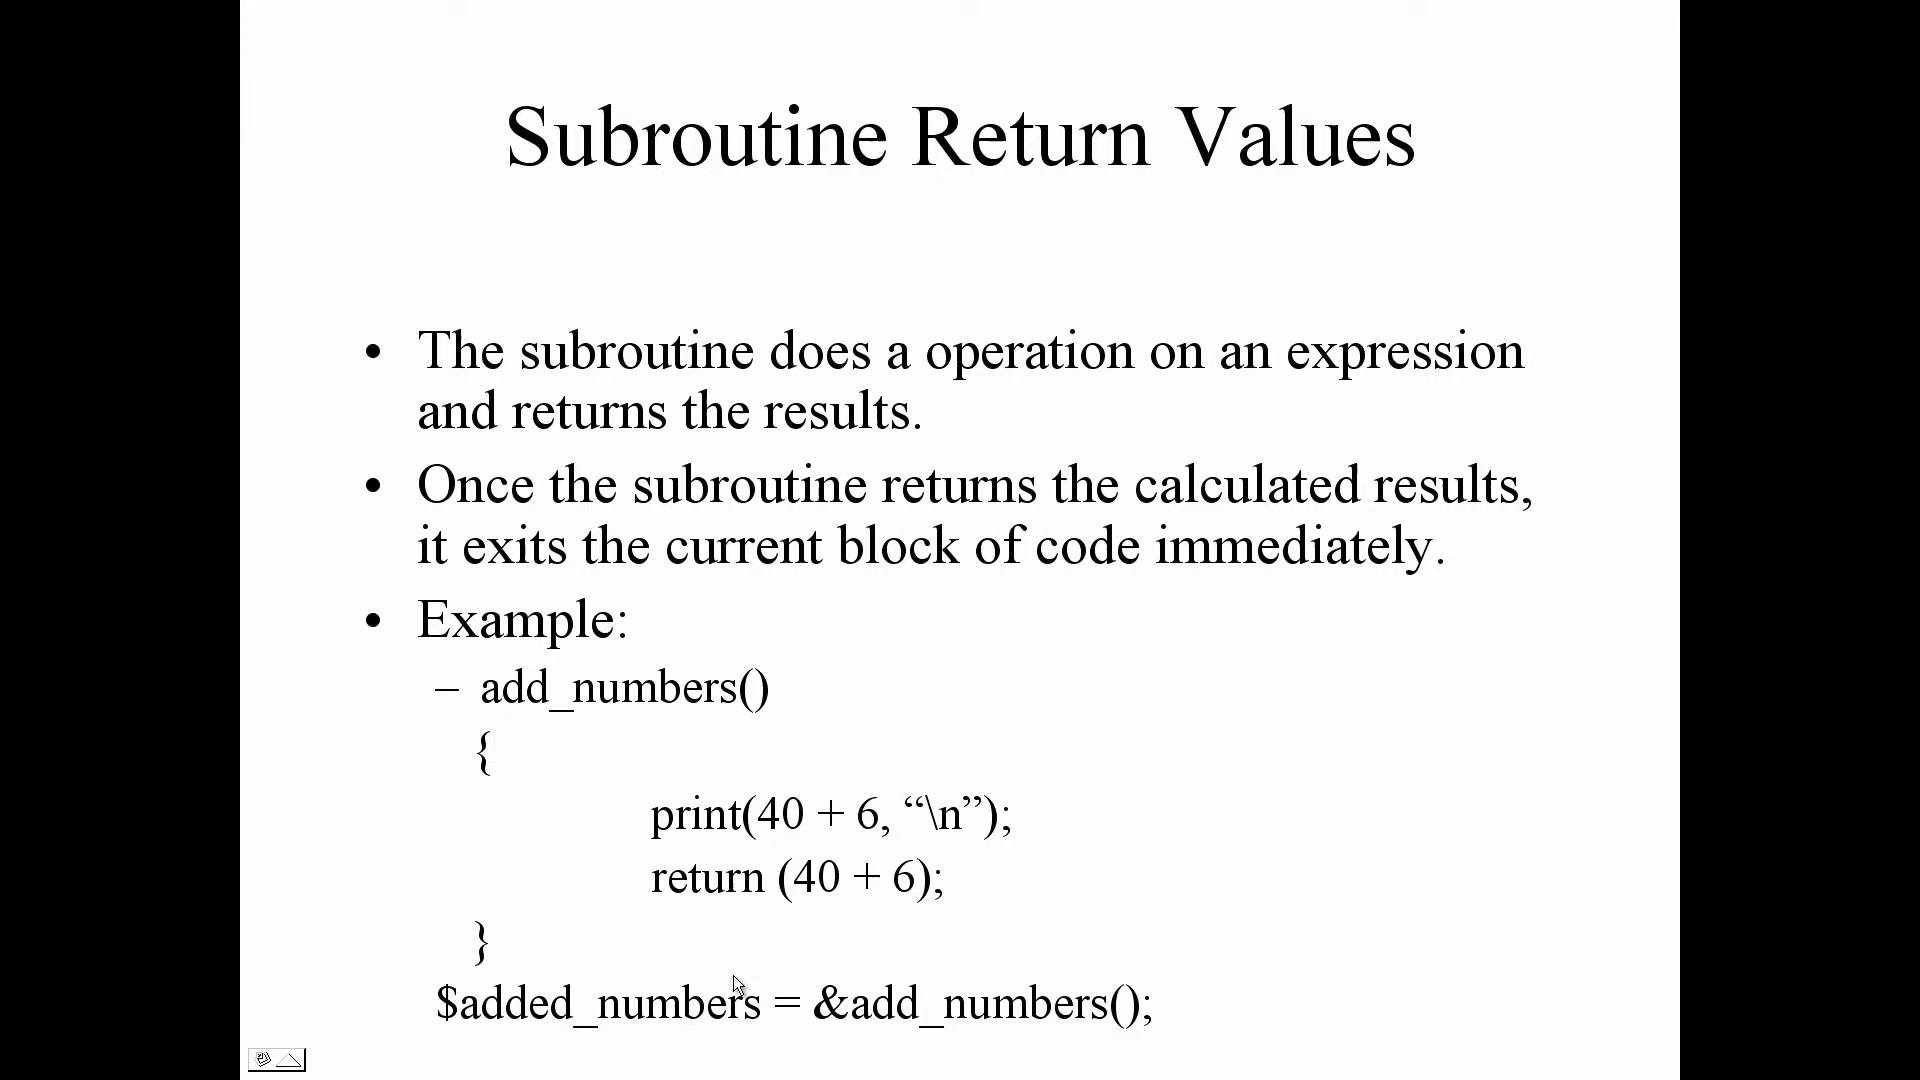 Subroutine Return Values
• The subroutine does a operation on an expression
and returns the results.
• Once the subroutine returns the calculated results,
it exits the current block of code immediately.
• Example:
– add_numbers()
{
print(40 + 6, “\n”);
return (40 + 6);
}
$added_numbers = &add_numbers();